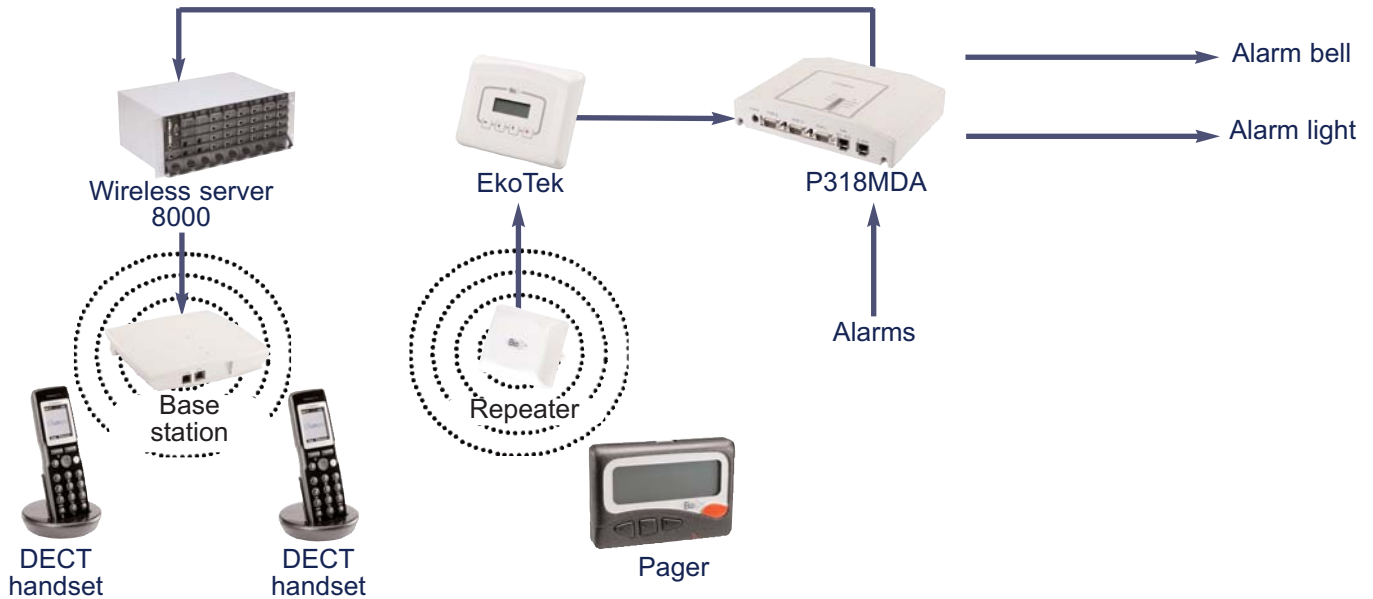 Alarm bell
Alarm light
Wireless server
8000
EkoTek
P318MDA
Alarms
Base
station
Repeater
DECT
handset
DECT
handset
Pager